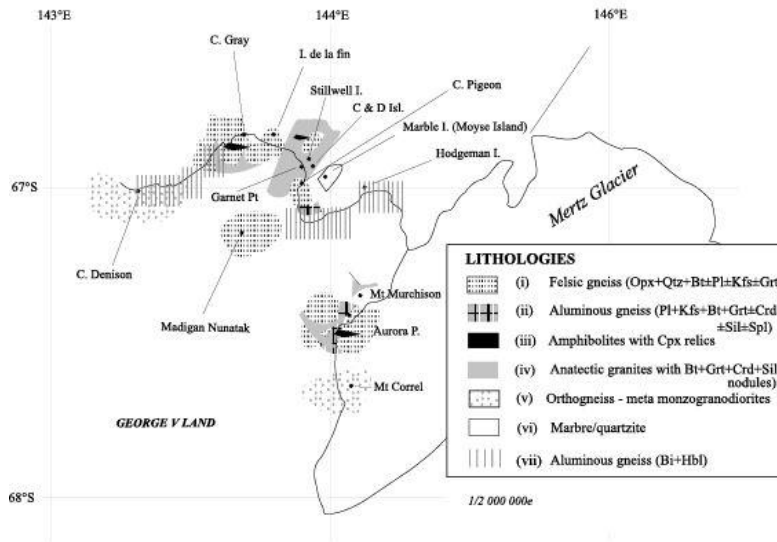 143°E
144°E
146°E
C. Gray
I. de la fin
Stillwell I.
C & D Isl.
C. Pigeon
Marble I. (Moyse Island)
Hodgeman I.
67°S
Garnet Pt
Mertz Glacier
C. Denison
Madigan Nunatak
Mt Murchison
Aurora P.
Mt Correl
GEORGE V LAND
68°S
LITHOLOGIES
(i) Felsic gneiss (Opx+Qtz+Bt±Pl±Kfs±Grt
(ii) Aluminous gneiss (Pl+Kfs+Bt+Grt±Crd
±Sil±Spl)
(iii) Amphibolites with Cpx relics
(iv) Anatectic granites with Bt+Grt+Crd+Sil
nodules)
(v) Orthogneiss - meta monzogranodiorites
(vi) Marbre/quartzite
(vii) Aluminous gneiss (Bi+Hbl)
1/2 000 000e